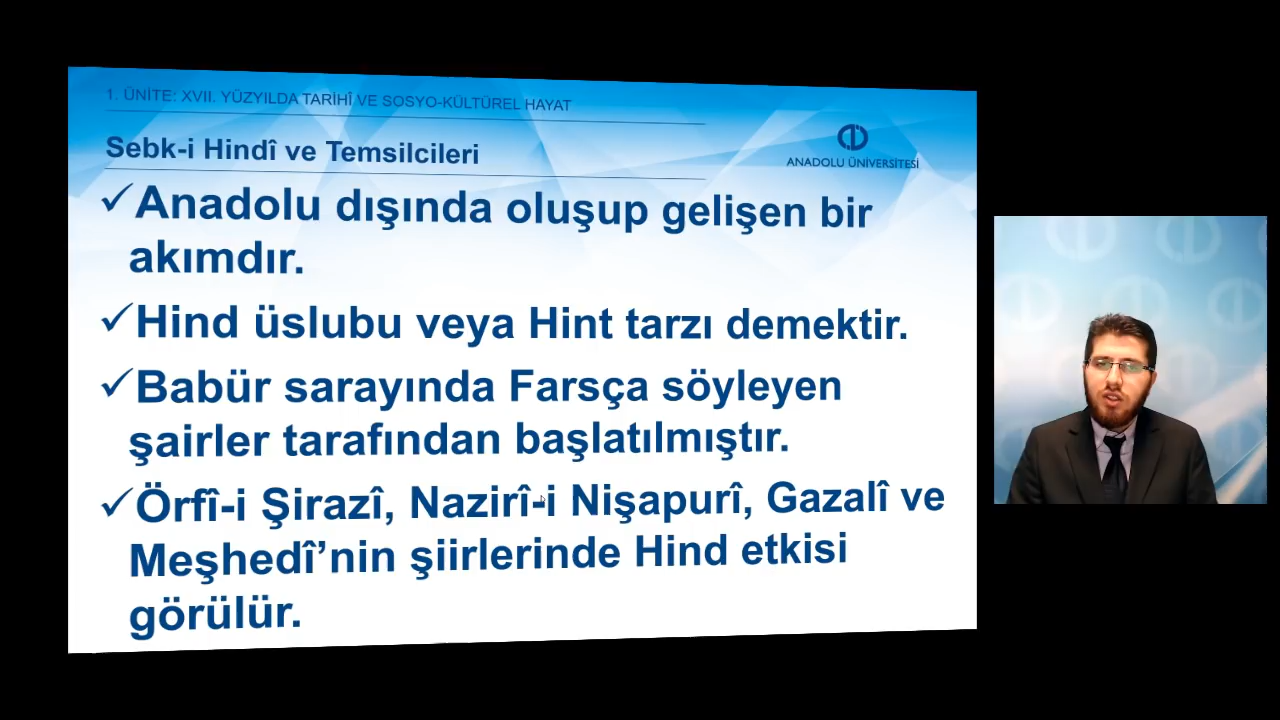 1. ÜNİTE: XVII. YÜZYILDA TARİHÎ VE SOSYO-KÜLTÜREL HAYAT
Sebk-i Hindî ve Temsilcileri
ANADOLU ÜNİVERSİTESİ
✓Anadolu dışında oluşup gelişen bir
akımdır.
✓Hind üslubu veya Hint tarzı demektir.
✓Babür sarayında Farsça söyleyen
şairler tarafından başlatılmıştır.
✓Örfî-i Şirazî, Nazirî-i Nişapurî, Gazalî ve
Meşhedî’nin şiirlerinde Hind etkisi
görülür.